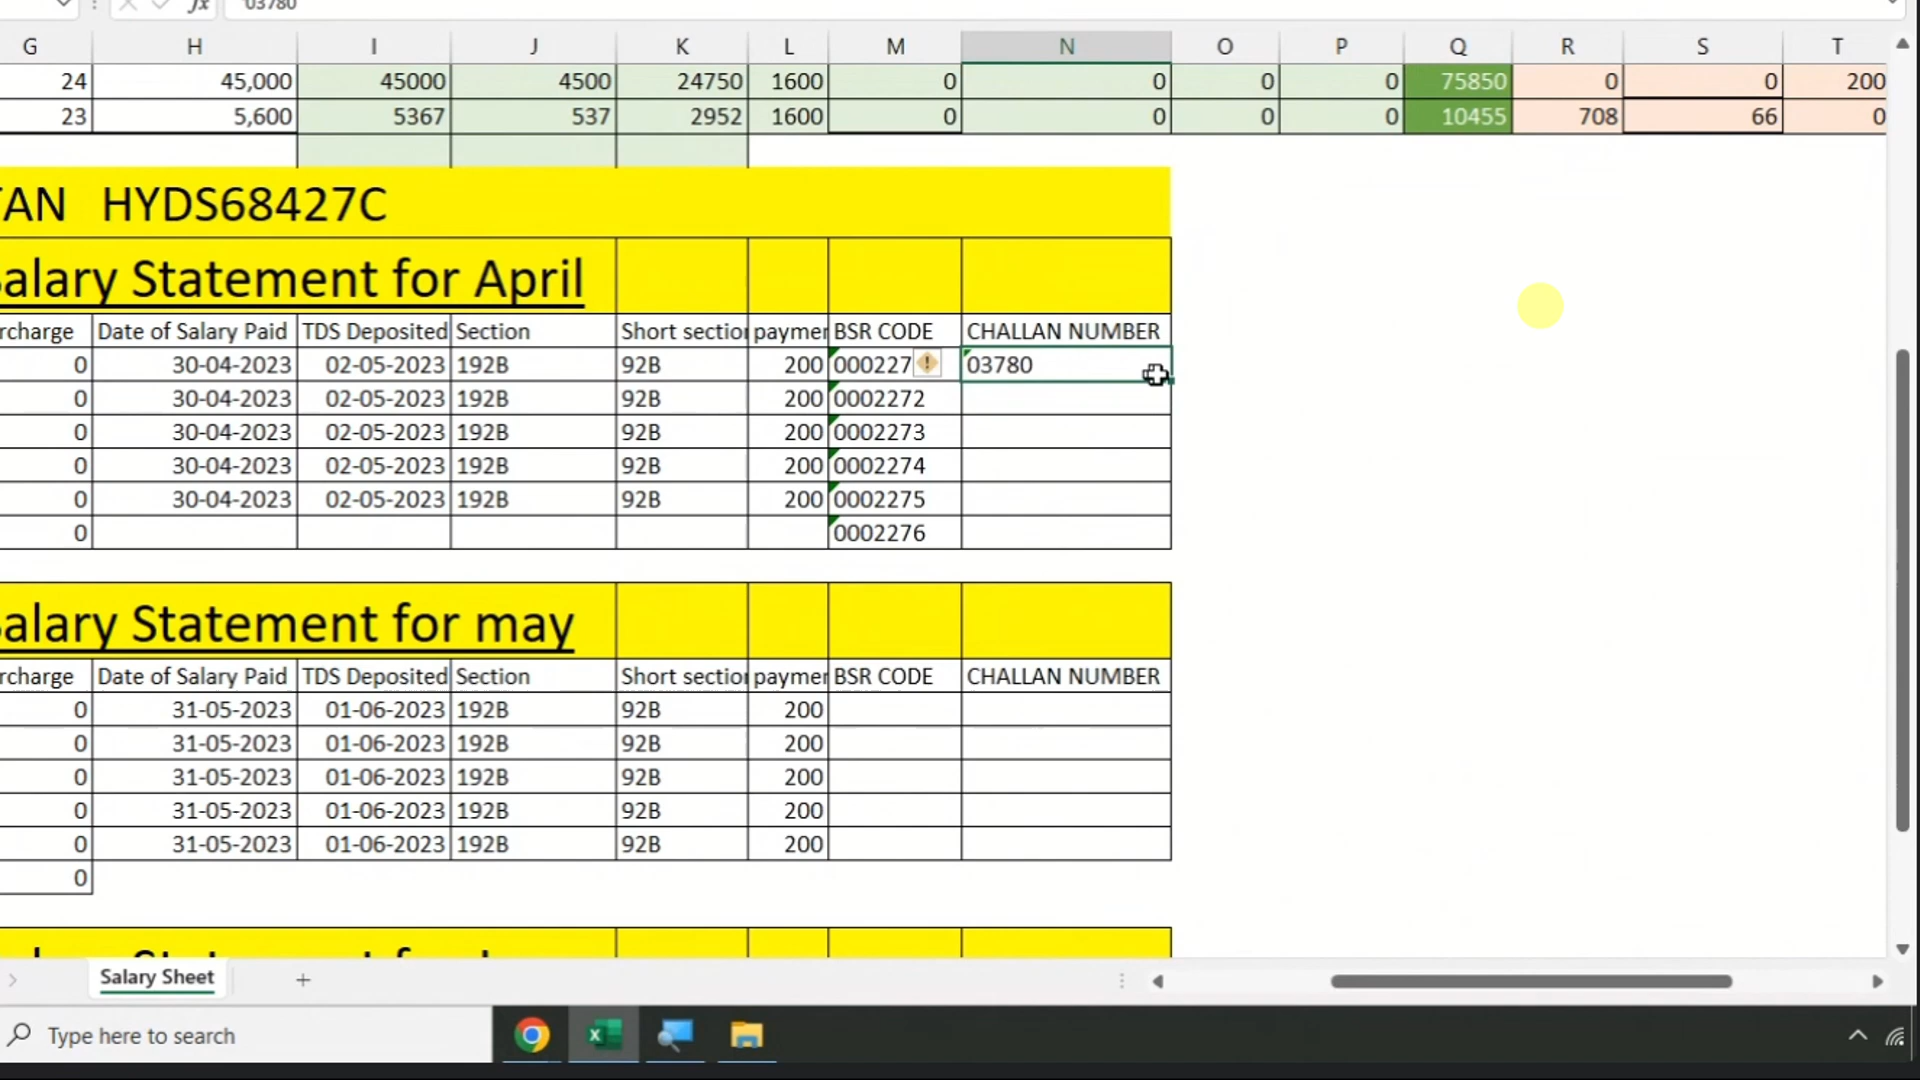 fx '03780
G H I J K L M N O P Q R S T
24 45,000 45000 4500 24750 1600 0 0 0 0 75850 0 0 200
23 5,600 5367 537 2952 1600 0 0 0 0 10455 708 66 0
TAN HYDS68427C
Salary Statement for April
rcharge Date of Salary Paid TDS Deposited Section Short section paymen BSR CODE CHALLAN NUMBER
0 30-04-2023 02-05-2023 192B 92B 200 000227 03780
0 30-04-2023 02-05-2023 192B 92B 200 0002272
0 30-04-2023 02-05-2023 192B 92B 200 0002273
0 30-04-2023 02-05-2023 192B 92B 200 0002274
0 30-04-2023 02-05-2023 192B 92B 200 0002275
0 0002276
Salary Statement for may
rcharge Date of Salary Paid TDS Deposited Section Short section paymen BSR CODE CHALLAN NUMBER
0 31-05-2023 01-06-2023 192B 92B 200
0 31-05-2023 01-06-2023 192B 92B 200
0 31-05-2023 01-06-2023 192B 92B 200
0 31-05-2023 01-06-2023 192B 92B 200
0 31-05-2023 01-06-2023 192B 92B 200
0
Salary Sheet
Type here to search